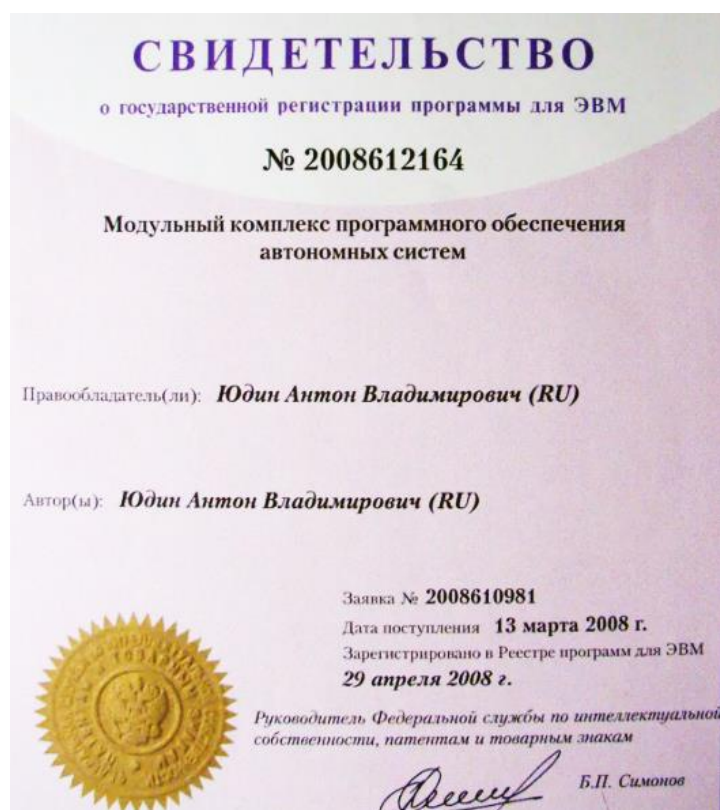 СВИДЕТЕЛЬСТВО
о государственной регистрации программы для ЭВМ
№ 2008612164
Модульный комплекс программного обеспечения
автономных систем
Правообладатель(ли): Юдин Антон Владимирович (RU)
Автор(ы): Юдин Антон Владимирович (RU)
Заявка № 2008610981
Дата поступления 13 марта 2008 г.
Зарегистрировано в Реестре программ для ЭВМ
29 апреля 2008 г.
Руководитель Федеральной службы по интеллектуальной
собственности, патентам и товарным знакам
Б.П. Симонов